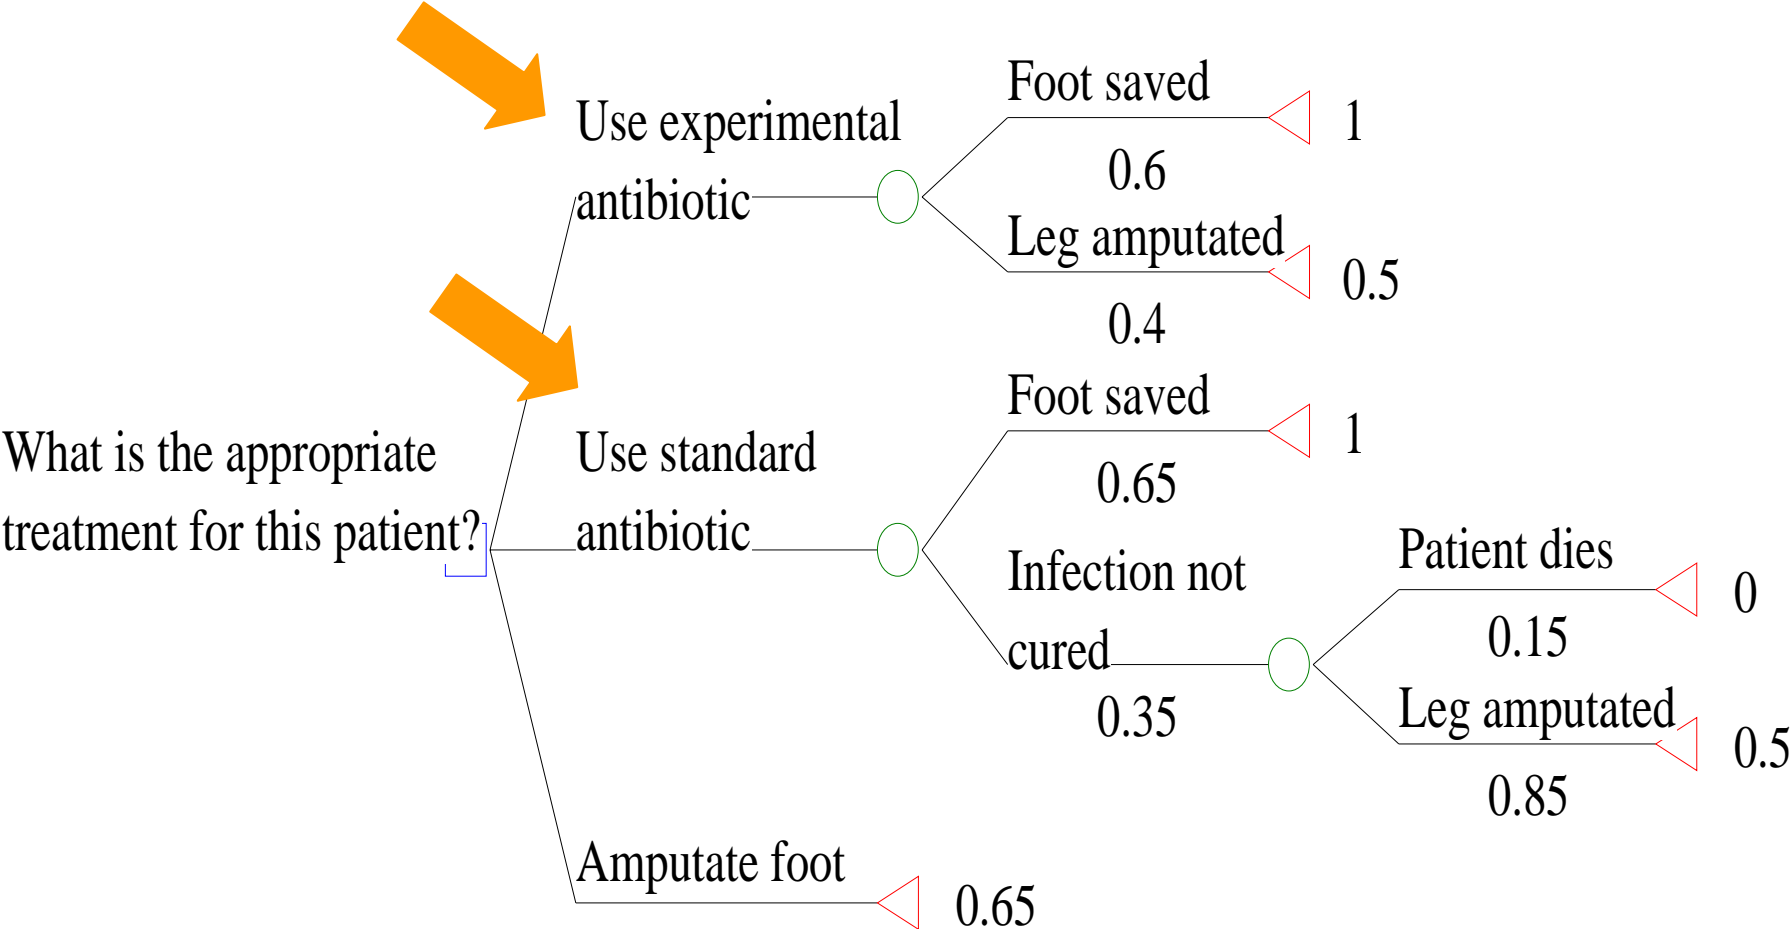 Foot saved
1
Use experimental
0.6
antibiotic
Leg amputated
0.5
0.4
Foot saved
1
What is the appropriate
Use standard
0.65
treatment for this patient?
antibiotic
Patient dies
Infection not
0
0.15
cured
0.35
Leg amputated
0.5
0.85
Amputate foot
0.65